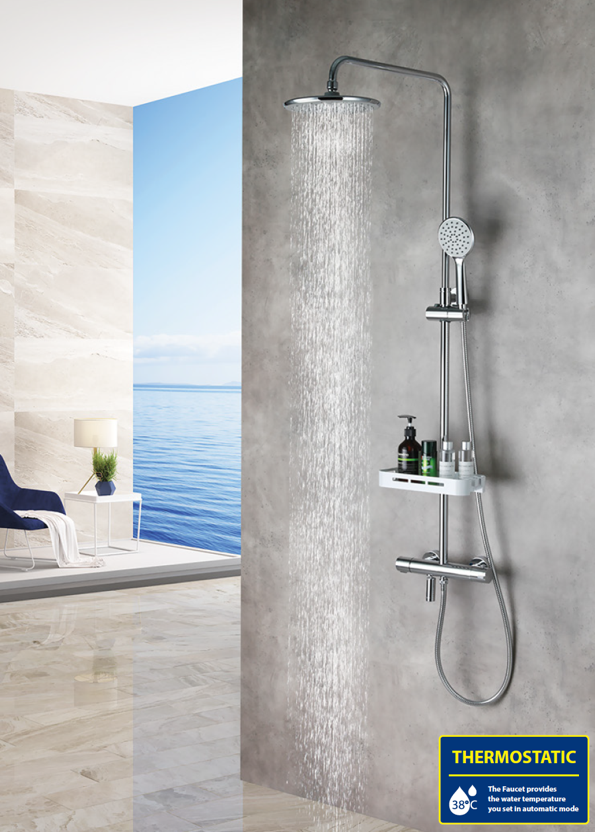 THERMOSTATIC
38°C
The Faucet provides
the water temperature
you set in automatic mode